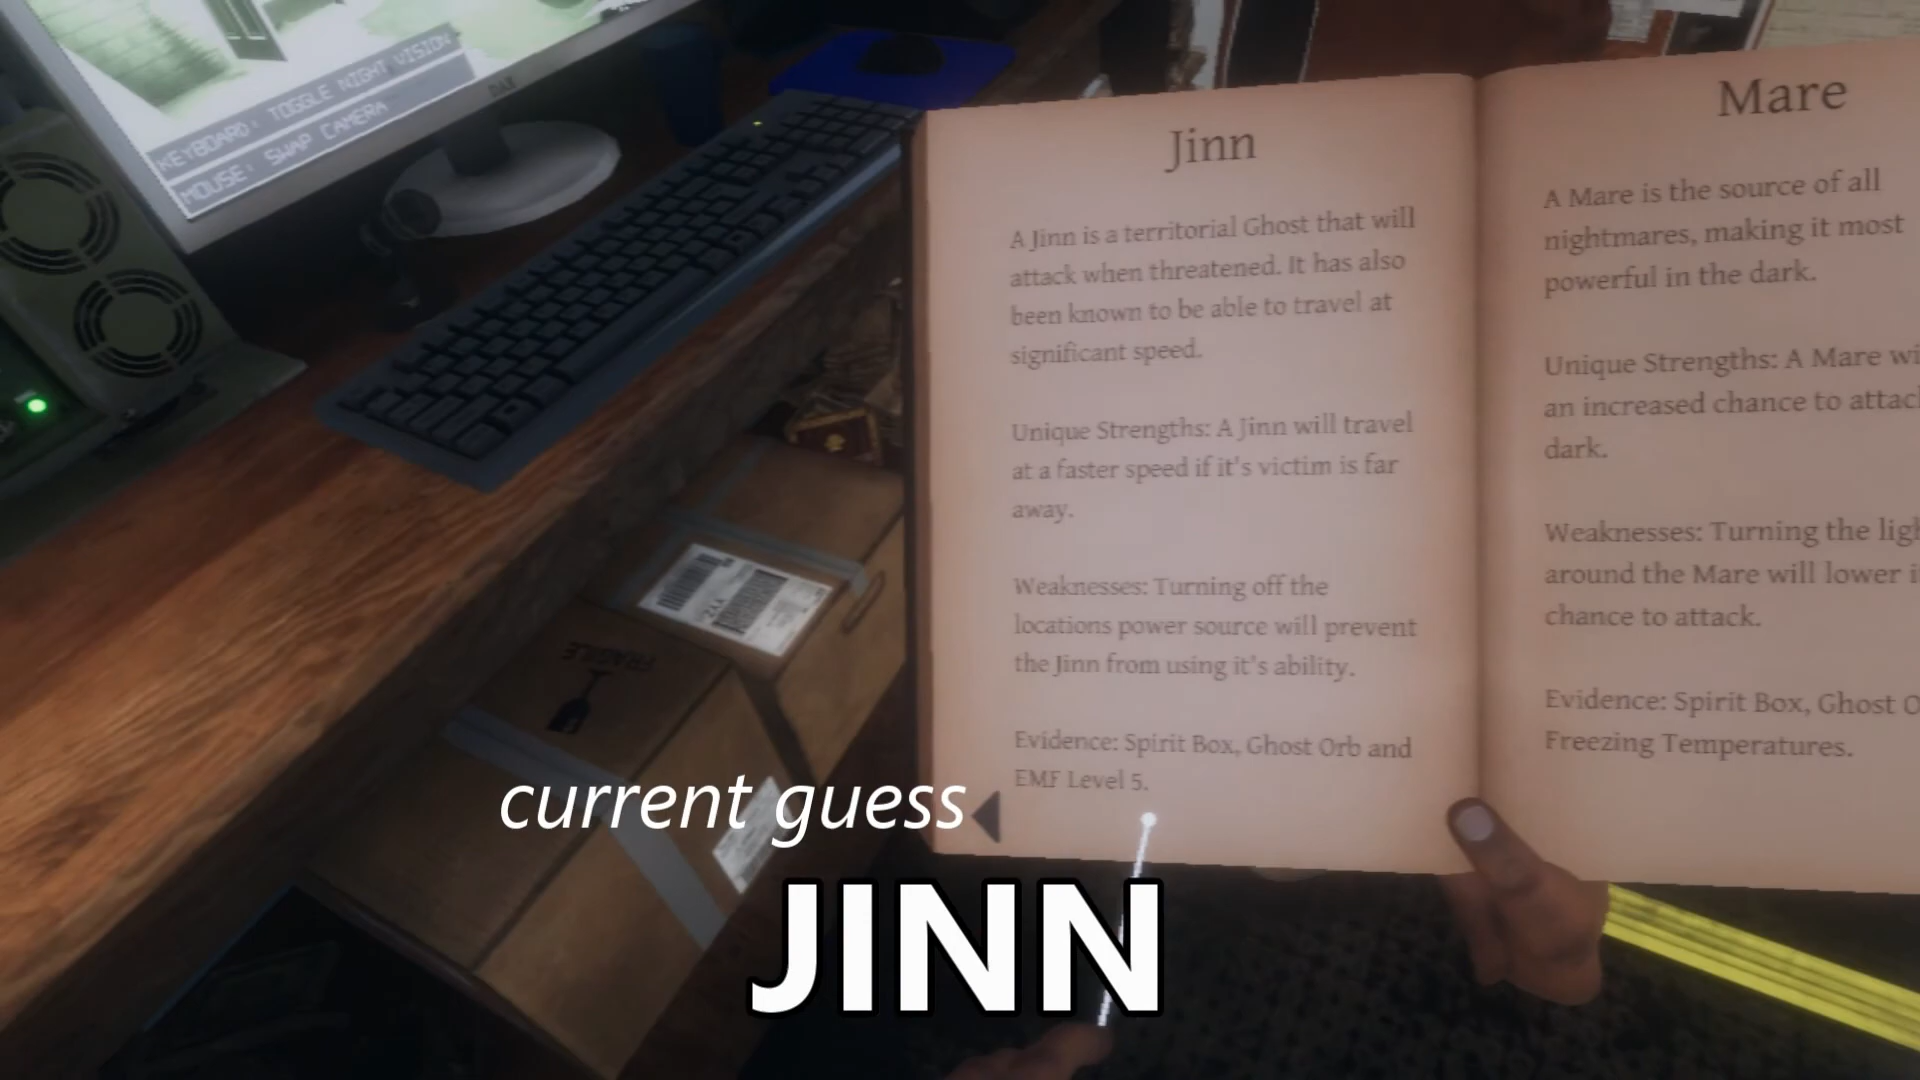 KEYBOARD: TOGGLE NIGHT VISION
MOUSE: SWAP CAMERA
FRAGILE
Jinn
A Jinn is a territorial Ghost that will
attack when threatened. It has also
been known to be able to travel at
significant speed.
Unique Strengths: A Jinn will travel
at a faster speed if it's victim is far
away.
Weaknesses: Turning off the
locations power source will prevent
the Jinn from using it's ability.
Evidence: Spirit Box, Ghost Orb and
EMF Level 5.
Mare
A Mare is the source of all
nightmares, making it most
powerful in the dark.
Unique Strengths: A Mare
an increased chance to
dark.
Weaknesses: Turning the
around the Mare will lower
chance to attack.
Evidence: Spirit Box, Ghost
Freezing Temperatures.
current guess
JINN